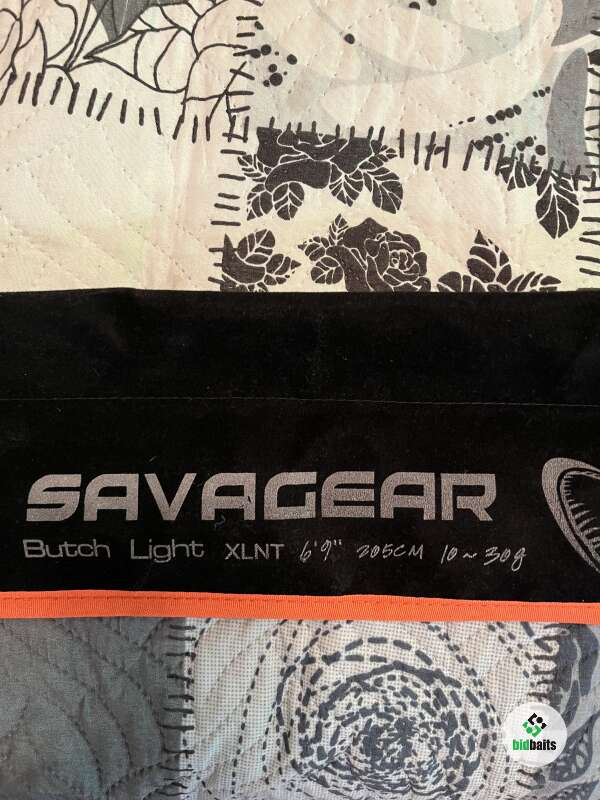 SAVAGEAR
Butch Light XLNT 6'9" 205CM 10~30g
bidbaits